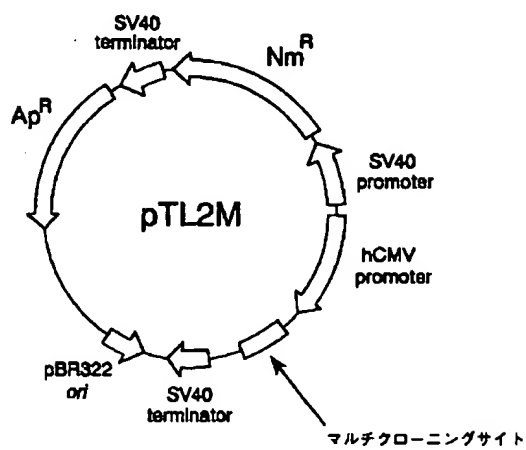 SV40
terminator
Nm^R
Ap^R
SV40
promoter
pTL2M
hCMV
promoter
pBR322
ori
SV40
terminator
マルチクローニングサイト